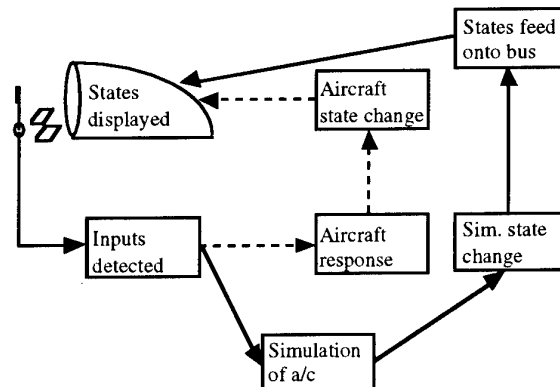 States feed
onto bus
States
displayed
Aircraft
state change
Inputs
detected
Aircraft
response
Sim. state
change
Simulation
of a/c